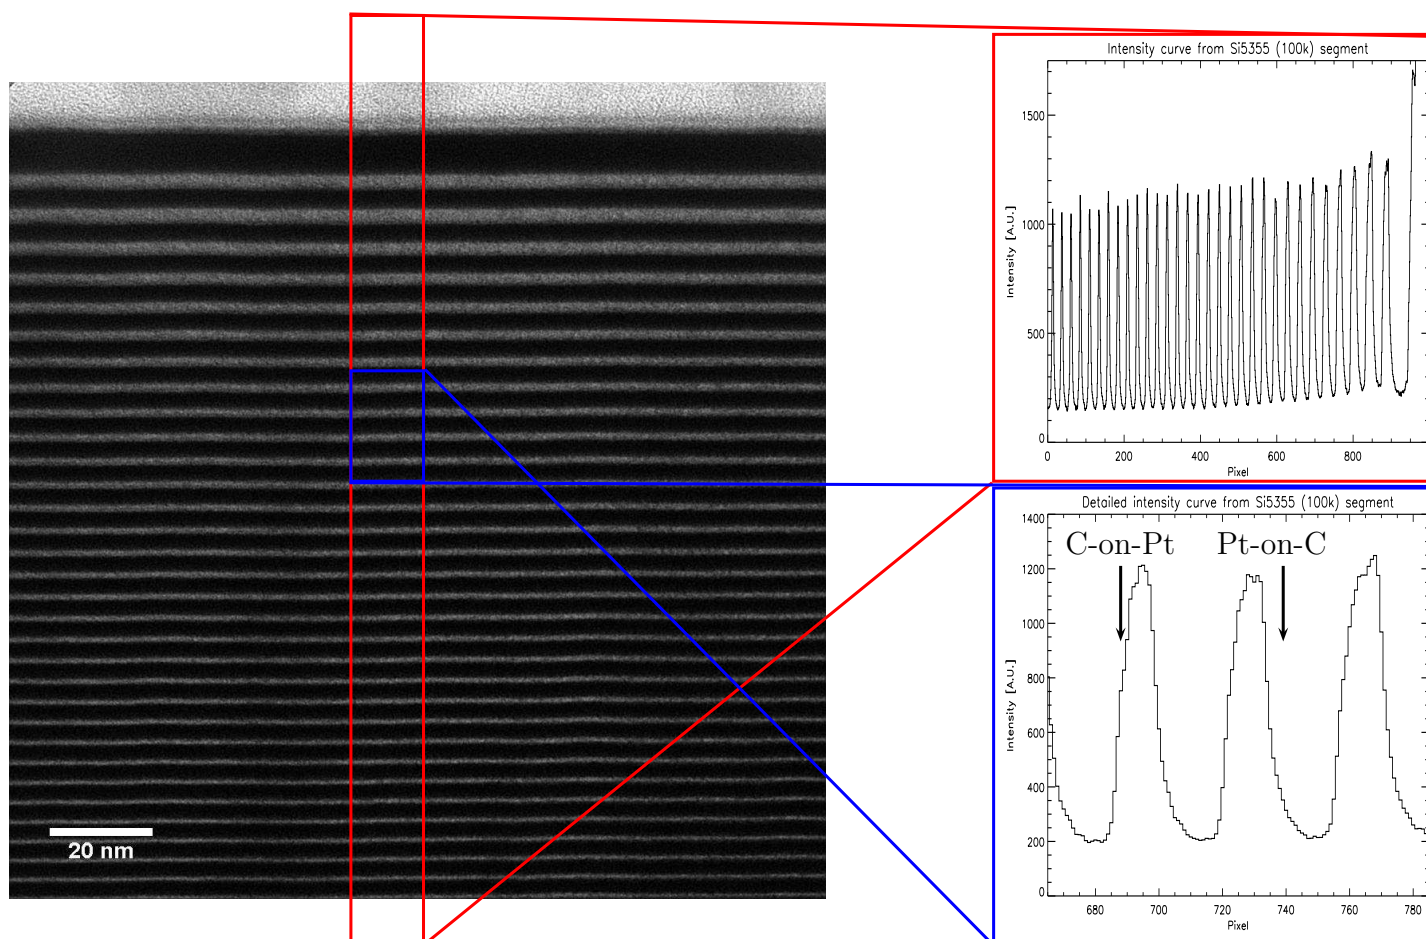 20 nm
Intensity curve from Si5355 (100k) segment
1500
1000
500
0
Intensity [A.U.]
0 200 400 600 800
Pixel
Detailed intensity curve from Si5355 (100k) segment
C-on-Pt Pt-on-C
1400
1200
1000
800
600
400
200
0
Intensity [A.U.]
680 700 720 740 760 780
Pixel